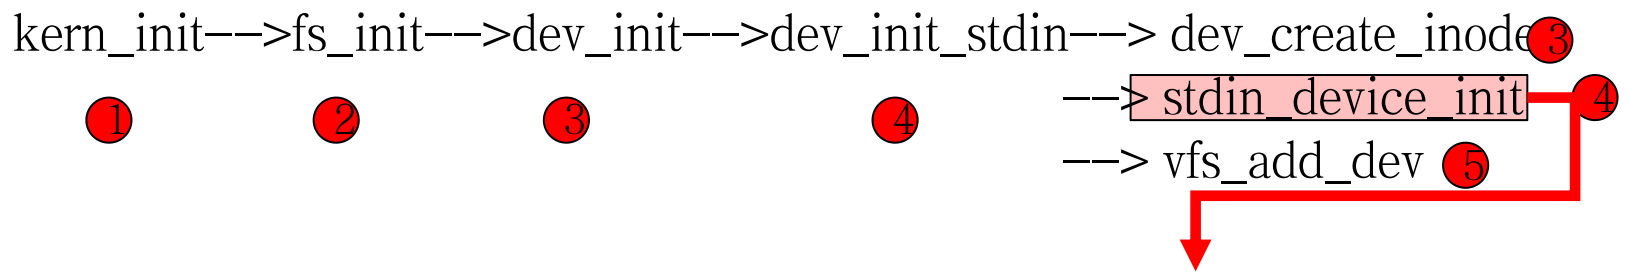 kern_init-->fs_init-->dev_init-->dev_init_stdin--> dev_create_inode 3
--> stdin_device_init 4
1 2 3 4
--> vfs_add_dev 5